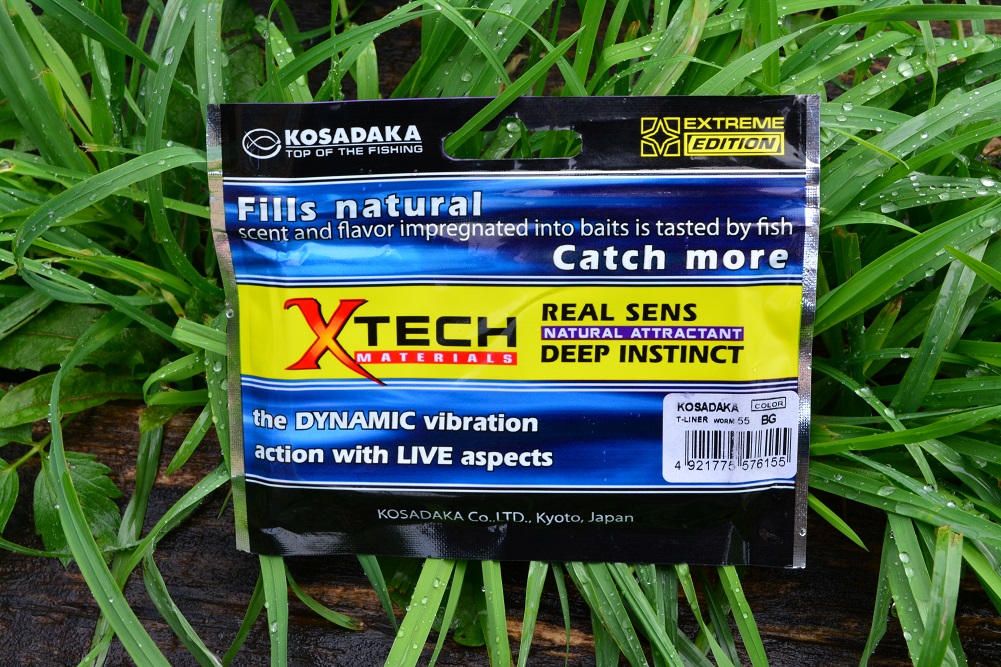 KOSADAKA
TOP OF THE FISHING
EXTREME
EDITION
Fills natural
scent and flavor impregnated into baits is tasted by fish
Catch more
XTECH
MATERIALS
REAL SENS
NATURAL ATTRACTANT
DEEP INSTINCT
the DYNAMIC vibration
action with LIVE aspects
KOSADAKA COLOR
T-LINER WORM 55 BG
4 921775 576155
KOSADAKA Co.,LTD., Kyoto, Japan